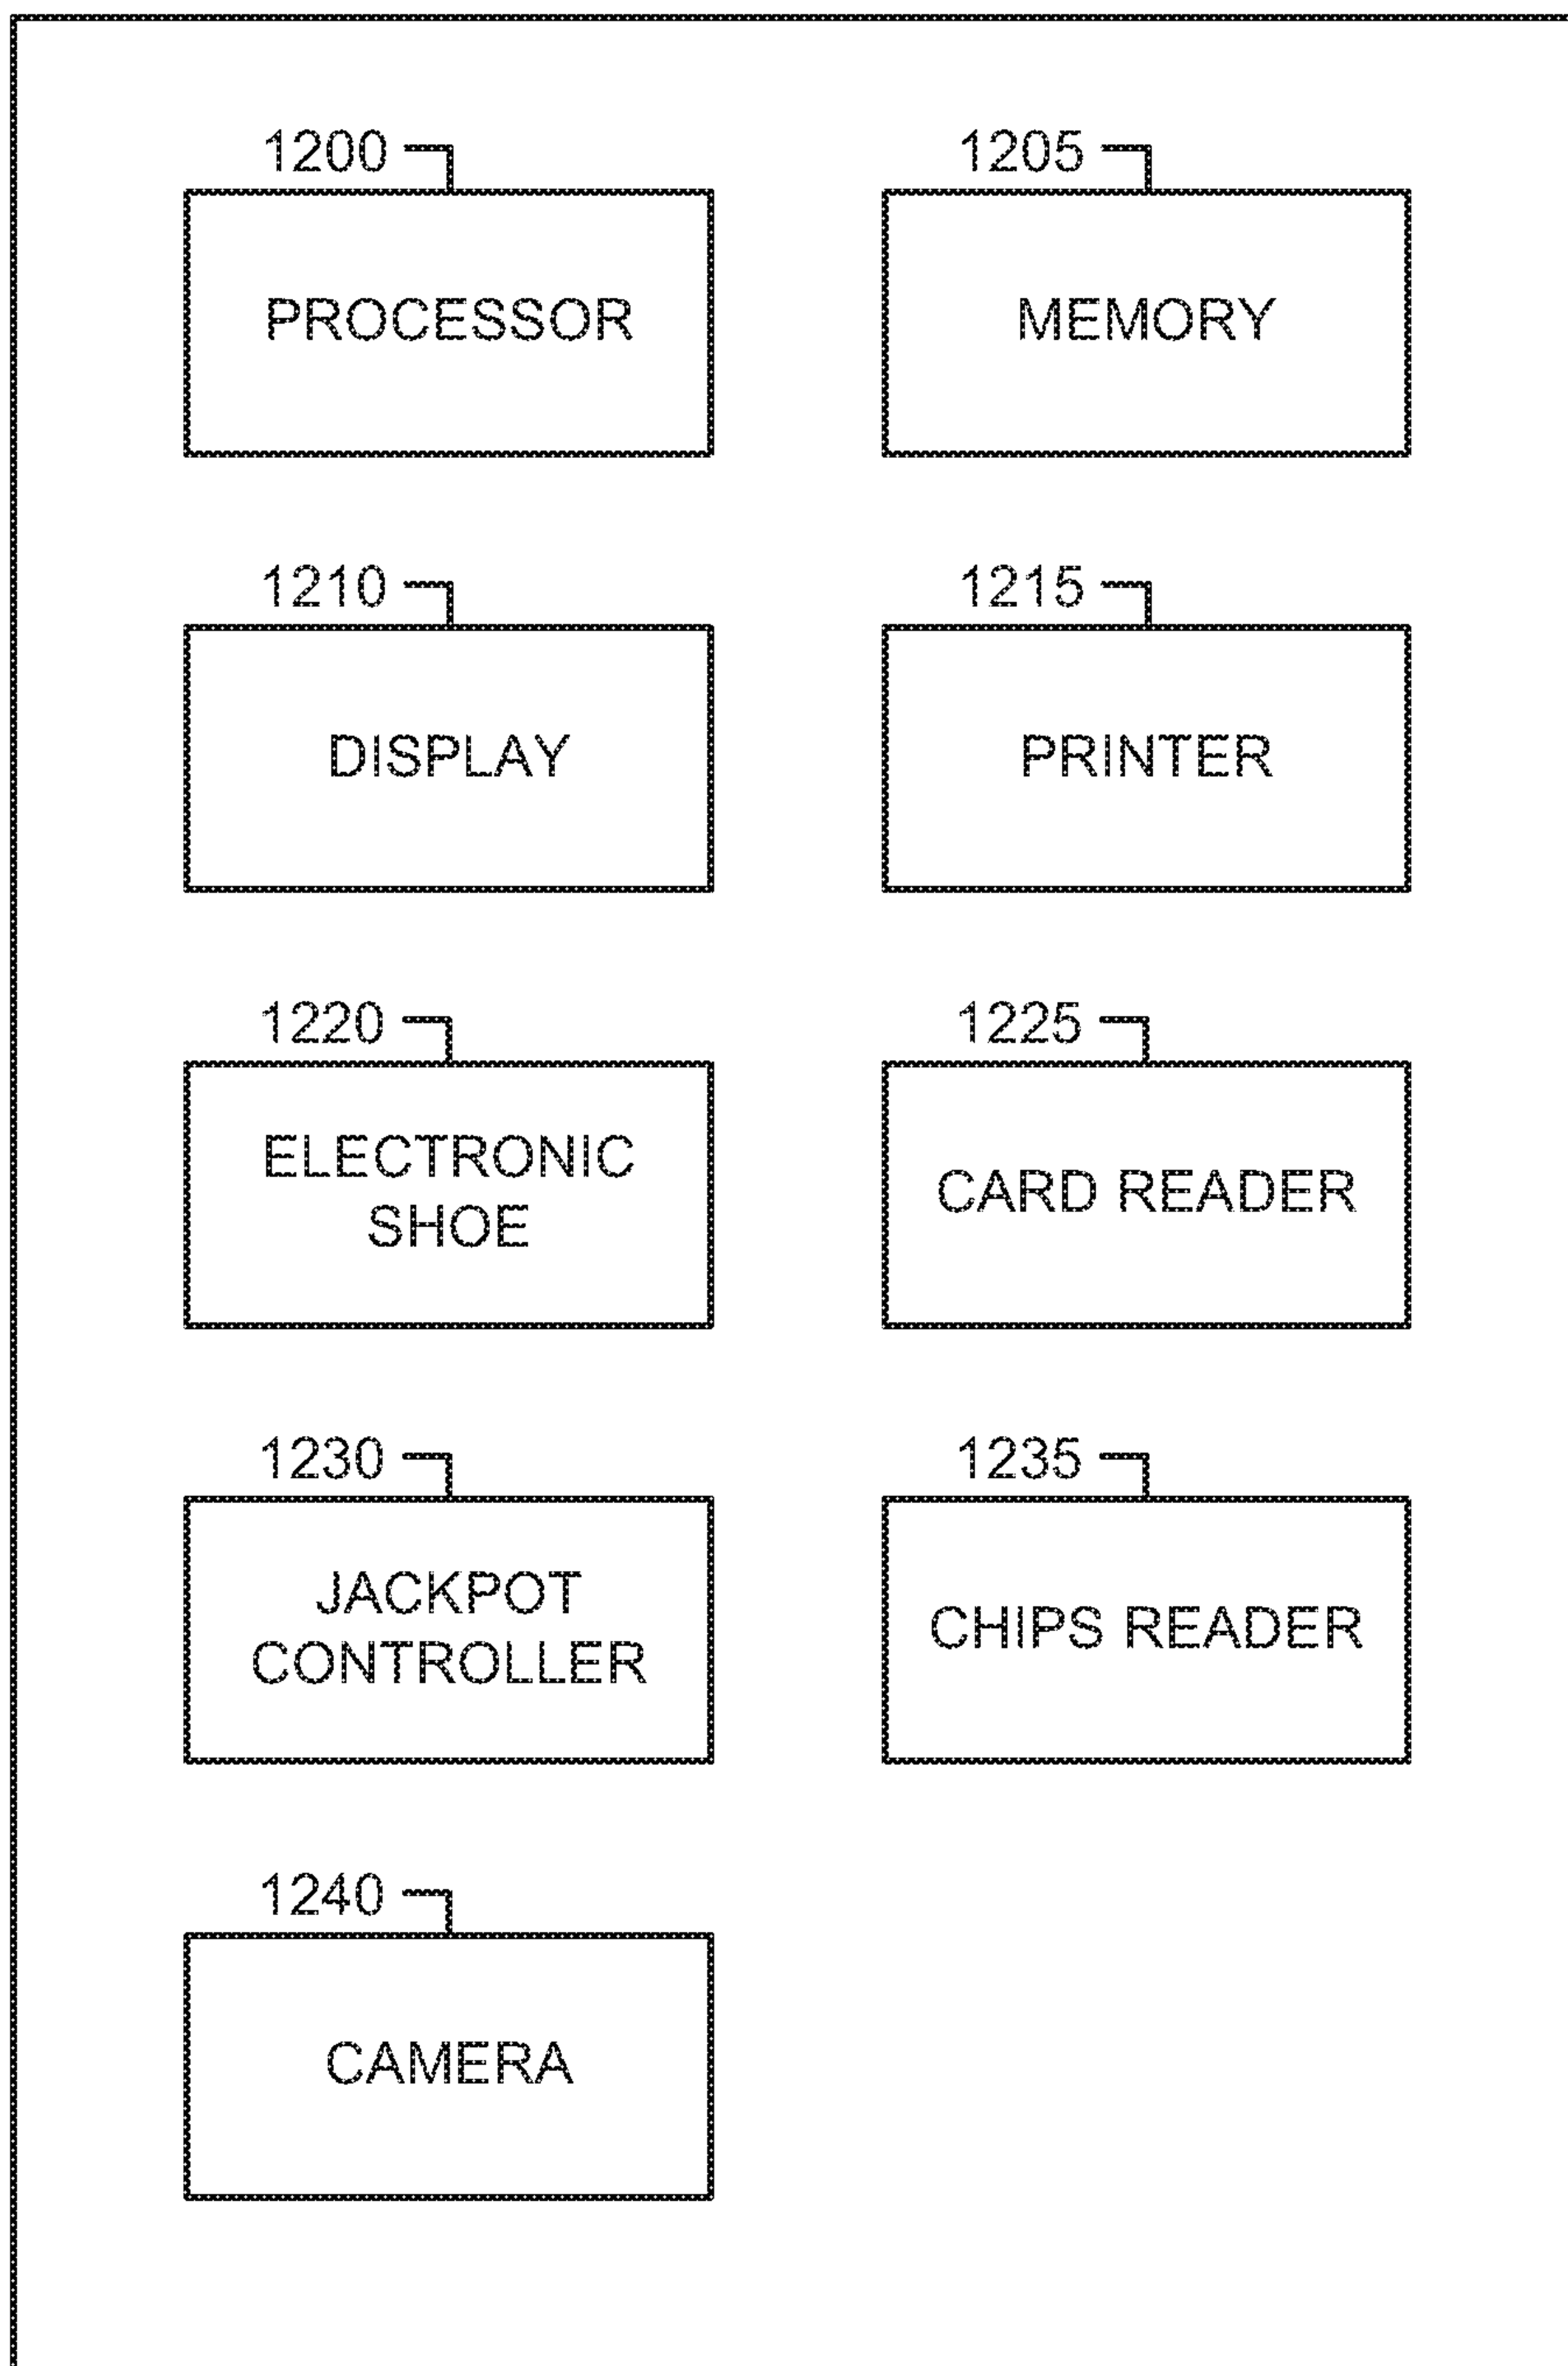 1200
1205
PROCESSOR
MEMORY
1210
1215
DISPLAY
PRINTER
1220
1225
ELECTRONIC
SHOE
CARD READER
1230
1235
JACKPOT
CONTROLLER
CHIPS READER
1240
CAMERA